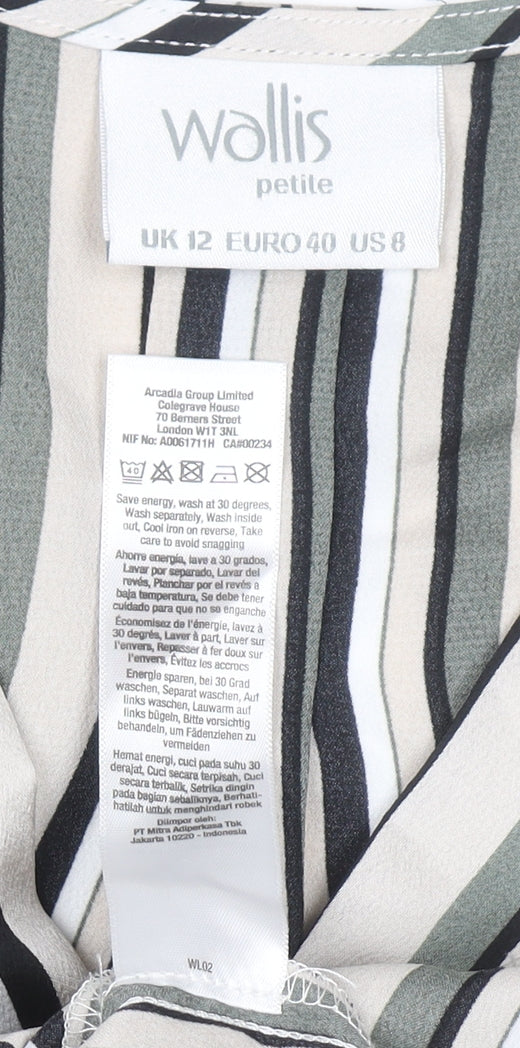 wallis
petite
UK 12 EURO 40 US 8
Arcadia Group Limited
Colegrave House
70 Berners Street
London W1T 3NL
NIF No: A0061711H CA#00234
40
Save energy, wash at 30 degrees,
Wash separately, Wash inside
out, Cool iron on reverse, Take
care to avoid snagging
Ahorre energía, lave a 30 grados,
Lavar por separado, Lavar del
revés, Planchar por el revés a
baja temperatura, Se debe tener
cuidado para que no se enganche
Économisez de l'énergie, lavez à
30 degrés, Laver à part, Laver sur
l'envers, Repasser à fer doux sur
l'envers, Évitez les accrocs
Energie sparen, bei 30 Grad
waschen, Separat waschen, Auf
links waschen, Lauwarm auf
links bügeln, Bitte vorsichtig
behandeln, um Fädenziehen zu
vermeiden
Hemat energi, cuci pada suhu 30
derajat, Cuci secara terpisah, Cuci
secara terbalik, Setrika dingin
pada bagian sebaliknya, Berhati-
hatilah untuk menghindari robek
Diimpor oleh:
PT Mitra Adiperkasa Tbk
Jakarta 10220 - Indonesia
WL02